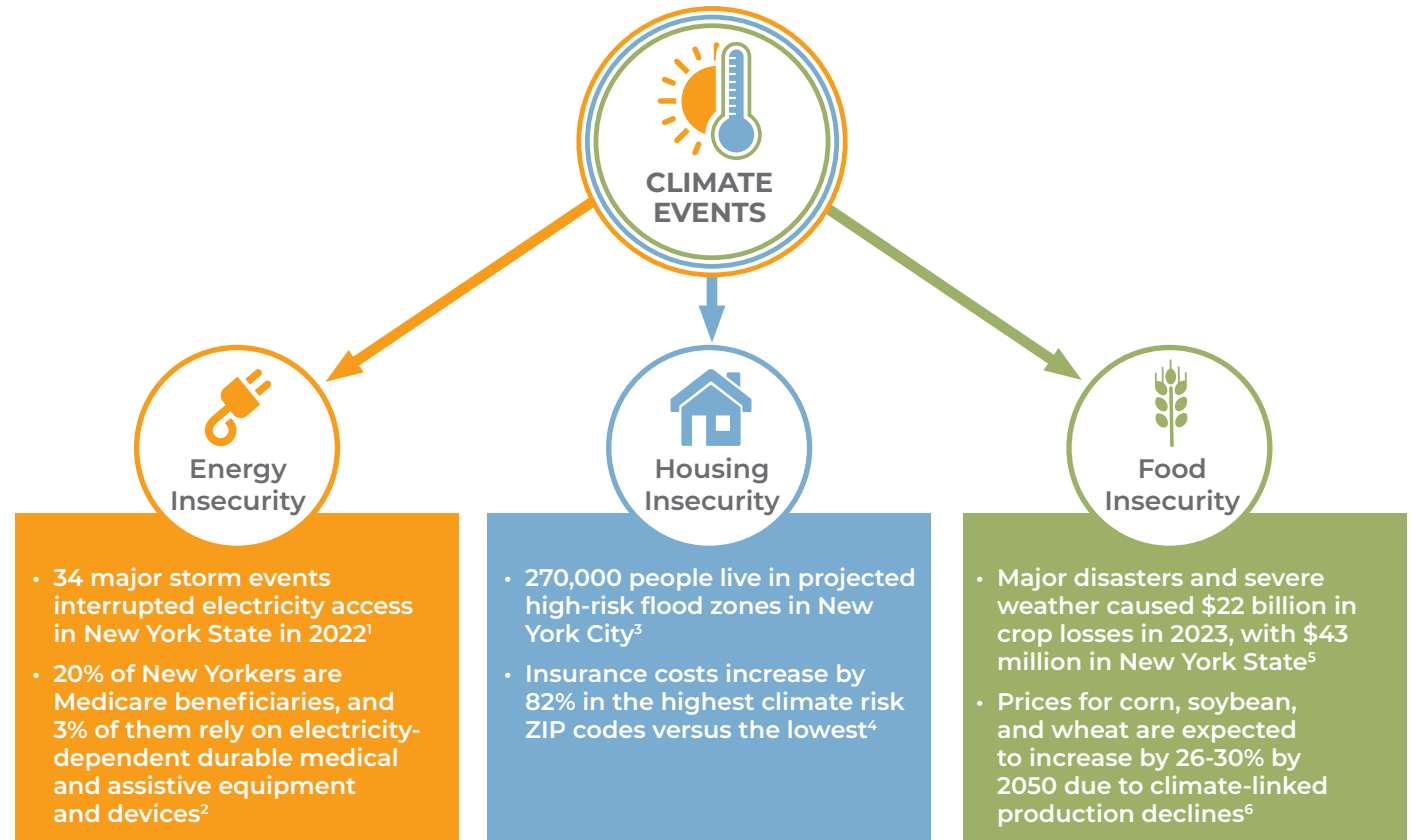 CLIMATE
EVENTS
Energy
Insecurity
• 34 major storm events
interrupted electricity access
in New York State in 2022¹
• 20% of New Yorkers are
Medicare beneficiaries, and
3% of them rely on electricity-
dependent durable medical
and assistive equipment
and devices²
Housing
Insecurity
• 270,000 people live in projected
high-risk flood zones in New
York City³
• Insurance costs increase by
82% in the highest climate risk
ZIP codes versus the lowest⁴
Food
Insecurity
• Major disasters and severe
weather caused $22 billion in
crop losses in 2023, with $43
million in New York State⁵
• Prices for corn, soybean,
and wheat are expected
to increase by 26-30% by
2050 due to climate-linked
production declines⁶